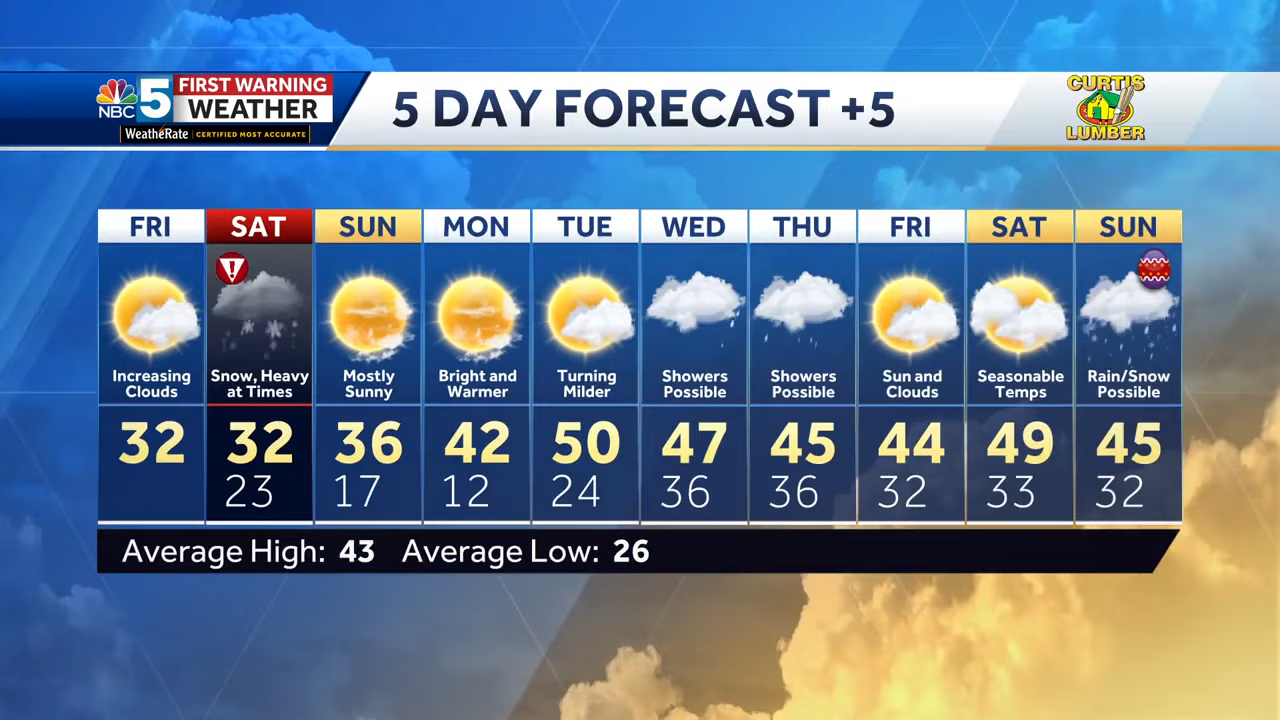 FIRST WARNING
NBC 5 WEATHER
WeatheRate CERTIFIED MOST ACCURATE
5 DAY FORECAST +5
CURTIS
LUMBER
FRI SAT SUN MON TUE WED THU FRI SAT SUN
Increasing Snow, Heavy Mostly Bright and Turning Showers Showers Sun and Seasonable Rain/Snow
Clouds at Times Sunny Warmer Milder Possible Possible Clouds Temps Possible
32 32 36 42 50 47 45 44 49 45
23 17 12 24 36 36 32 33 32
Average High: 43 Average Low: 26